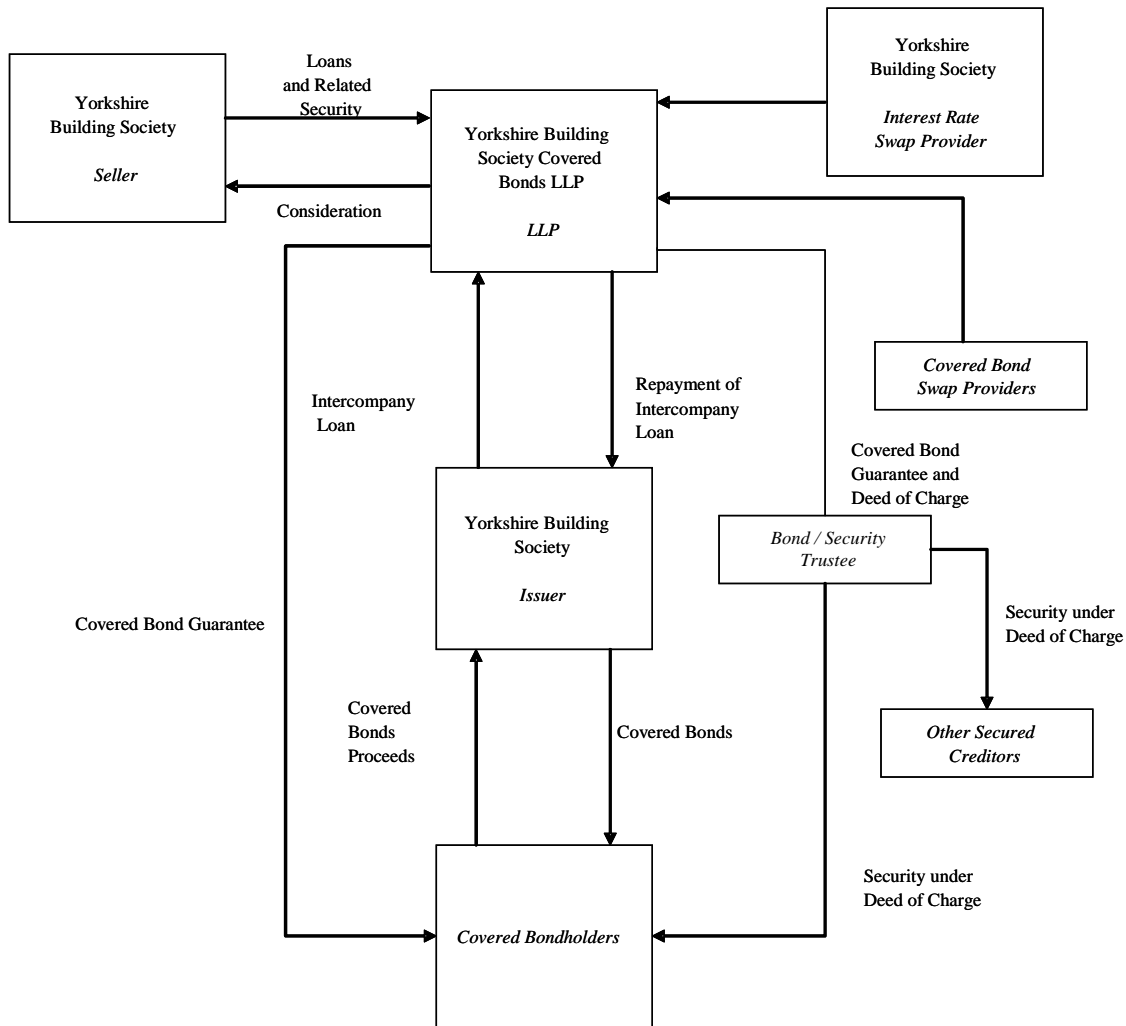 Yorkshire
Building Society
Seller
Loans
and Related
Security
Consideration
Yorkshire Building
Society Covered
Bonds LLP
LLP
Yorkshire
Building Society
Interest Rate
Swap Provider
Covered Bond
Swap Providers
Intercompany
Loan
Repayment of
Intercompany
Loan
Covered Bond
Guarantee and
Deed of Charge
Yorkshire Building
Society
Issuer
Bond / Security
Trustee
Covered Bond Guarantee
Security under
Deed of Charge
Covered
Bonds
Proceeds
Covered Bonds
Other Secured
Creditors
Security under
Deed of Charge
Covered Bondholders